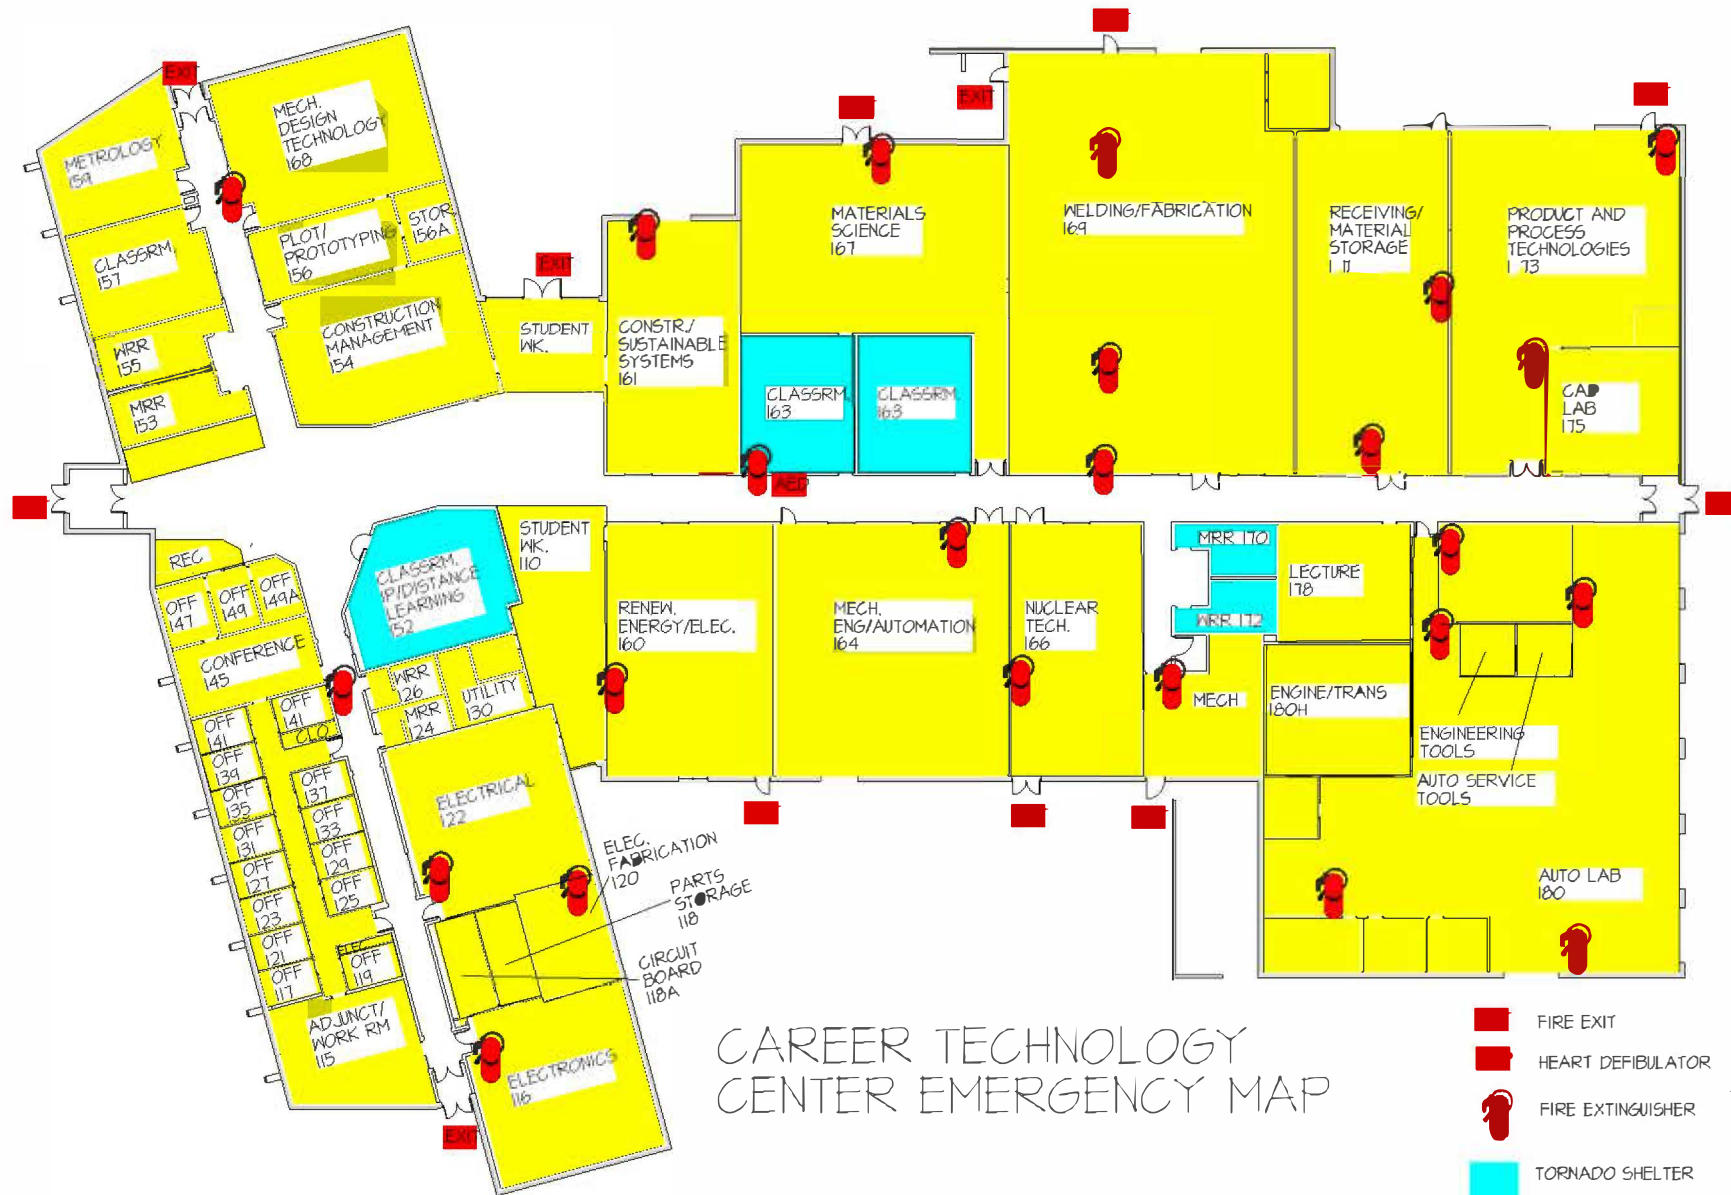 EXIT
MECH.
DESIGN
TECHNOLOGY
168
METROLOGY
159
CLASSRM.
157
PLOT/
PROTOTYPING
156
STOR
156A
CONSTRUCTION
MANAGEMENT
154
WRR
155
MRR
153
EXIT
STUDENT
WK.
CONSTR./
SUSTAINABLE
SYSTEMS
161
MATERIALS
SCIENCE
167
EXIT
CLASSRM.
163
CLASSRM.
163
AED
WELDING/FABRICATION
169
RECEIVING/
MATERIAL
STORAGE
PRODUCT AND
PROCESS
TECHNOLOGIES
173
CAD
LAB
175
REC
OFF
147
OFF
149
OFF
149A
CONFERENCE
145
CLASSRM.
IP/DISTANCE
LEARNING
152
STUDENT
WK.
110
WRR
126
MRR
124
UTILITY
130
OFF
141
CLO.
OFF
141
OFF
139
OFF
135
OFF
131
OFF
127
OFF
123
OFF
121
OFF
117
OFF
137
OFF
133
OFF
129
OFF
125
ELEC
OFF
119
ADJUNCT/
WORK RM
115
ELECTRICAL
122
ELEC.
FABRICATION
120
PARTS
STORAGE
118
CIRCUIT
BOARD
118A
ELECTRONICS
116
EXIT
RENEW.
ENERGY/ELEC.
160
MECH.
ENG/AUTOMATION
164
NUCLEAR
TECH.
166
MRR 170
WRR 172
MECH
LECTURE
178
ENGINE/TRANS
180H
ENGINEERING
TOOLS
AUTO SERVICE
TOOLS
AUTO LAB
180
CAREER TECHNOLOGY
CENTER EMERGENCY MAP
FIRE EXIT
HEART DEFIBULATOR
FIRE EXTINGUISHER
TORNADO SHELTER